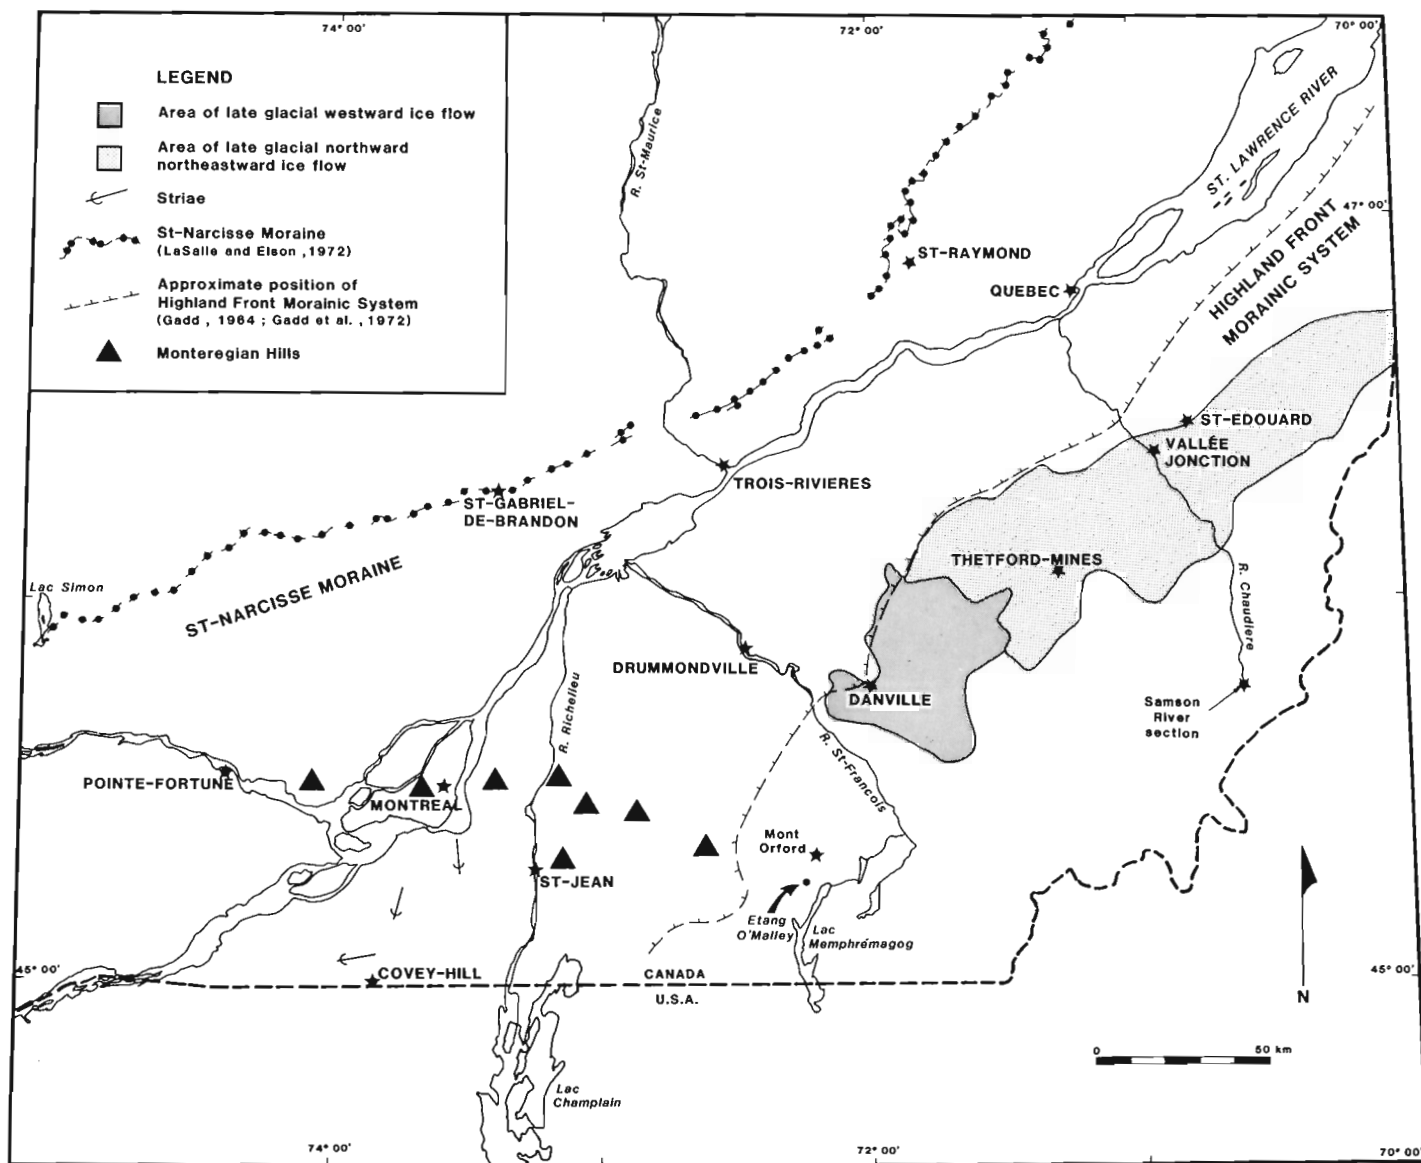 74° 00'
72° 00'
70° 00'
LEGEND
Area of late glacial westward ice flow
Area of late glacial northward
northeastward ice flow
Striae
St-Narcisse Moraine
(LaSalle and Elson, 1972)
Approximate position of
Highland Front Morainic System
(Gadd, 1964; Gadd et al., 1972)
Monteregian Hills
R. St-Maurice
ST. LAWRENCE RIVER
47° 00'
HIGHLAND FRONT
MORAINIC SYSTEM
ST-RAYMOND
QUEBEC
ST-EDOUARD
VALLÉE
JONCTION
TROIS-RIVIERES
ST-GABRIEL-
DE-BRANDON
THETFORD-MINES
Lac Simon
ST-NARCISSE MORAINE
R. Chaudiere
DRUMMONDVILLE
DANVILLE
Samson
River
section
R. Richelieu
R. St-Francois
POINTE-FORTUNE
MONTREAL
Mont
Orford
ST-JEAN
Etang
O'Malley
Lac
Memphrémagog
45° 00'
COVEY-HILL
CANADA
U.S.A.
45° 00'
N
0 50 km
Lac
Champlain
74° 00'
72° 00'
70° 00'